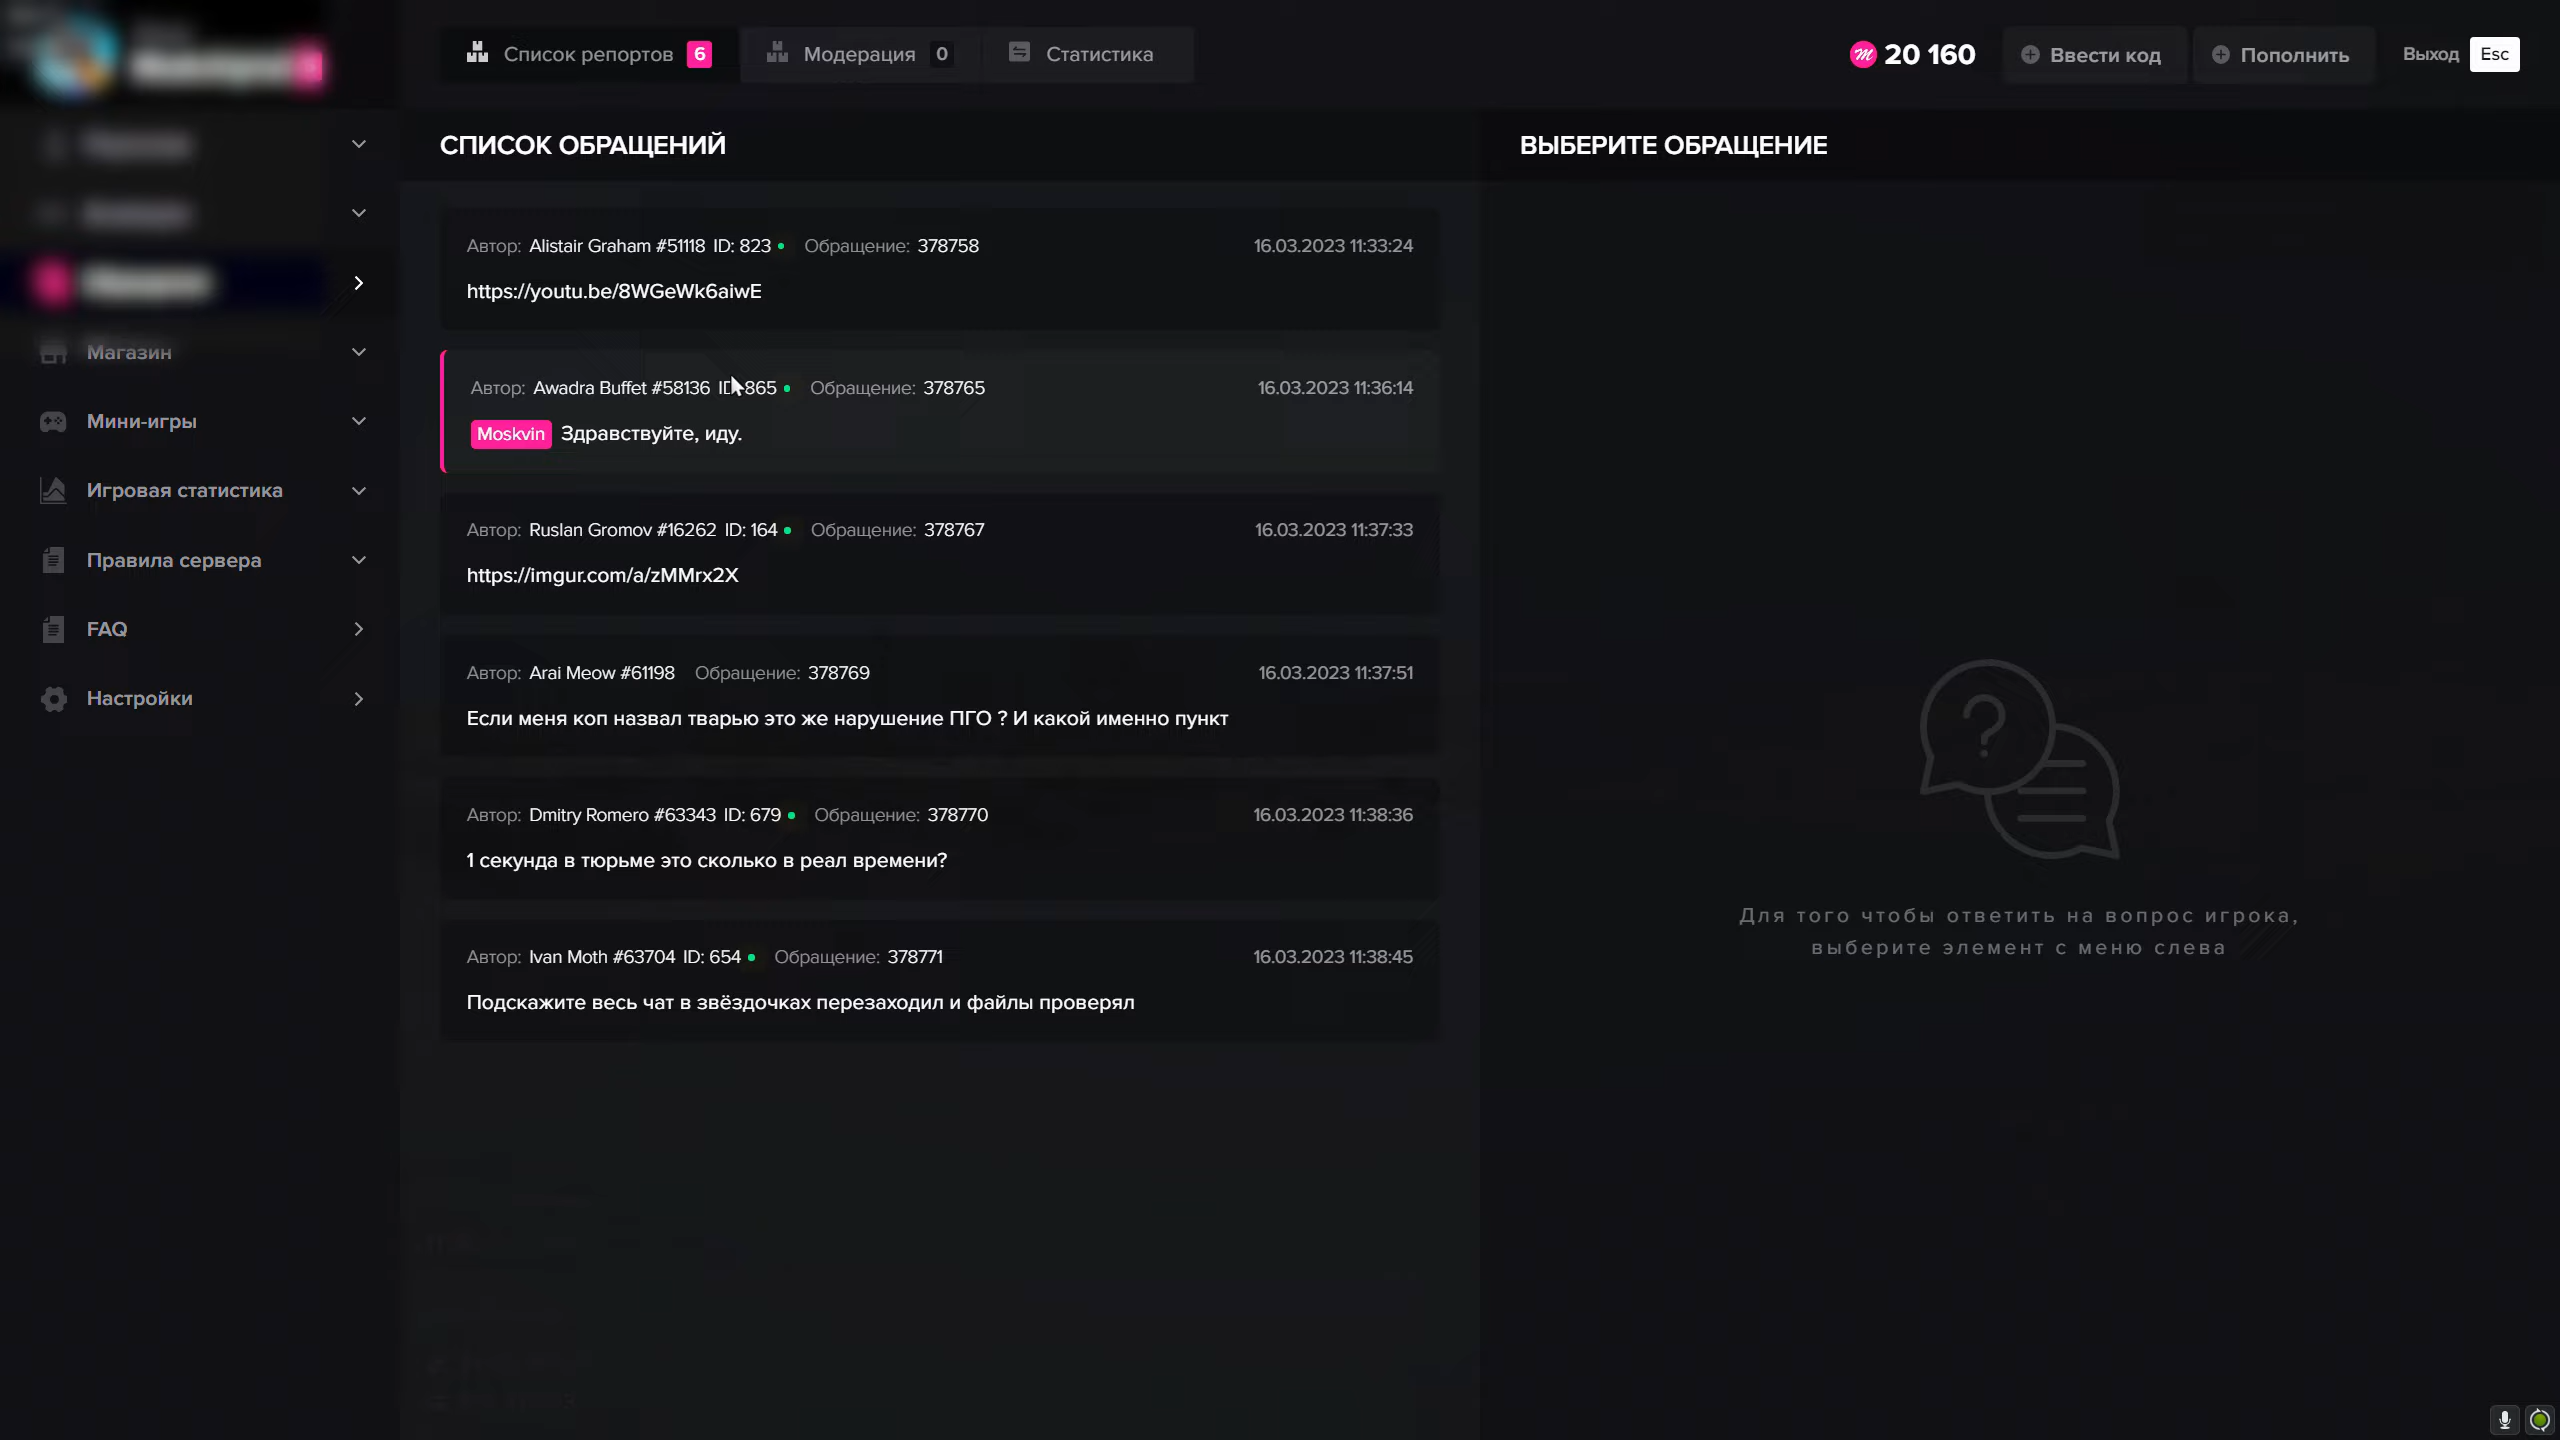 Список репортов 6
Модерация 0
Статистика
20 160
Ввести код
Пополнить
Выход Esc
Магазин
Мини-игры
Игровая статистика
Правила сервера
FAQ
Настройки
СПИСОК ОБРАЩЕНИЙ
Автор: Alistair Graham #51118 ID: 823 Обращение: 378758 16.03.2023 11:33:24
https://youtu.be/8WGeWk6aiwE
Автор: Awadra Buffet #58136 ID: 865 Обращение: 378765 16.03.2023 11:36:14
Moskvin Здравствуйте, иду.
Автор: Ruslan Gromov #16262 ID: 164 Обращение: 378767 16.03.2023 11:37:33
https://imgur.com/a/zMMrx2X
Автор: Arai Meow #61198 Обращение: 378769 16.03.2023 11:37:51
Если меня коп назвал тварью это же нарушение ПГО ? И какой именно пункт
Автор: Dmitry Romero #63343 ID: 679 Обращение: 378770 16.03.2023 11:38:36
1 секунда в тюрьме это сколько в реал времени?
Автор: Ivan Moth #63704 ID: 654 Обращение: 378771 16.03.2023 11:38:45
Подскажите весь чат в звёздочках перезаходил и файлы проверял
ВЫБЕРИТЕ ОБРАЩЕНИЕ
Для того чтобы ответить на вопрос игрока,
выберите элемент с меню слева